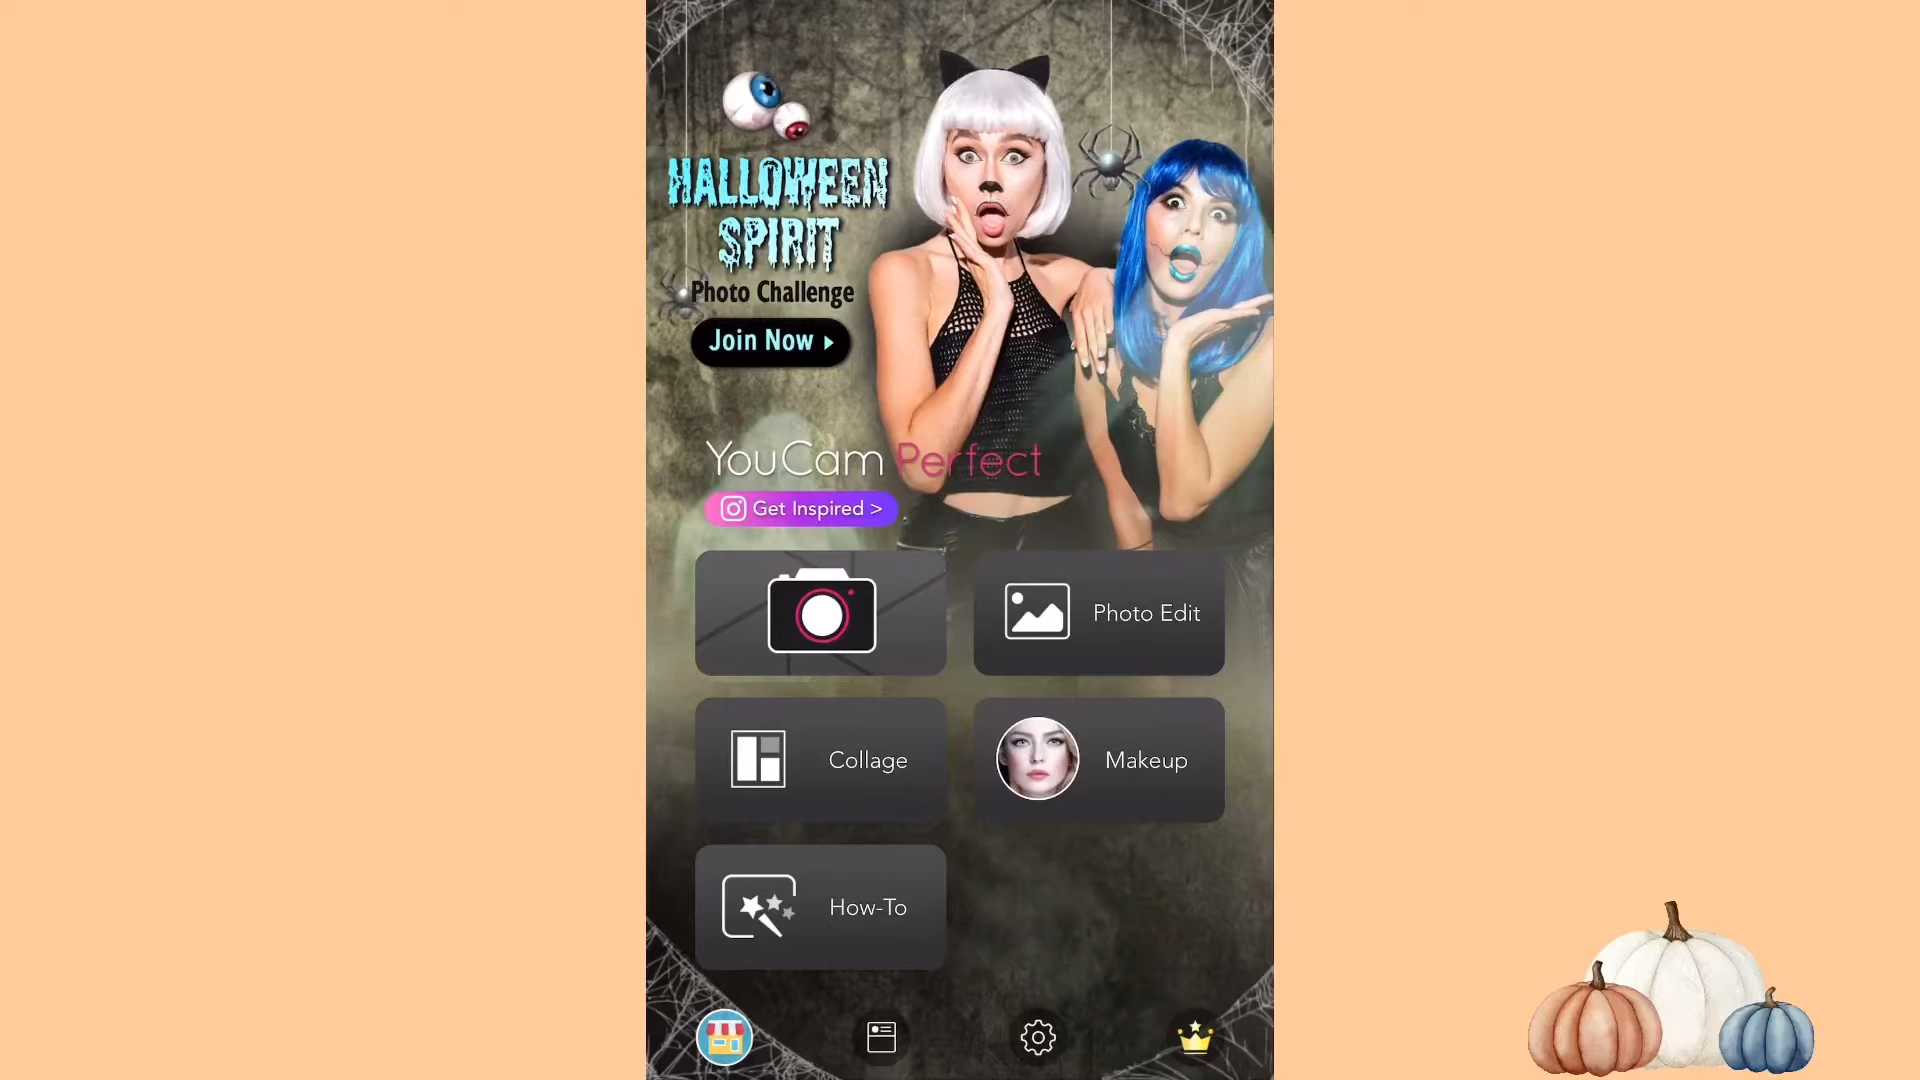 HALLOWEEN
SPIRIT
Photo Challenge
Join Now
YouCam Perfect
Get Inspired >
Photo Edit
Collage
Makeup
How-To